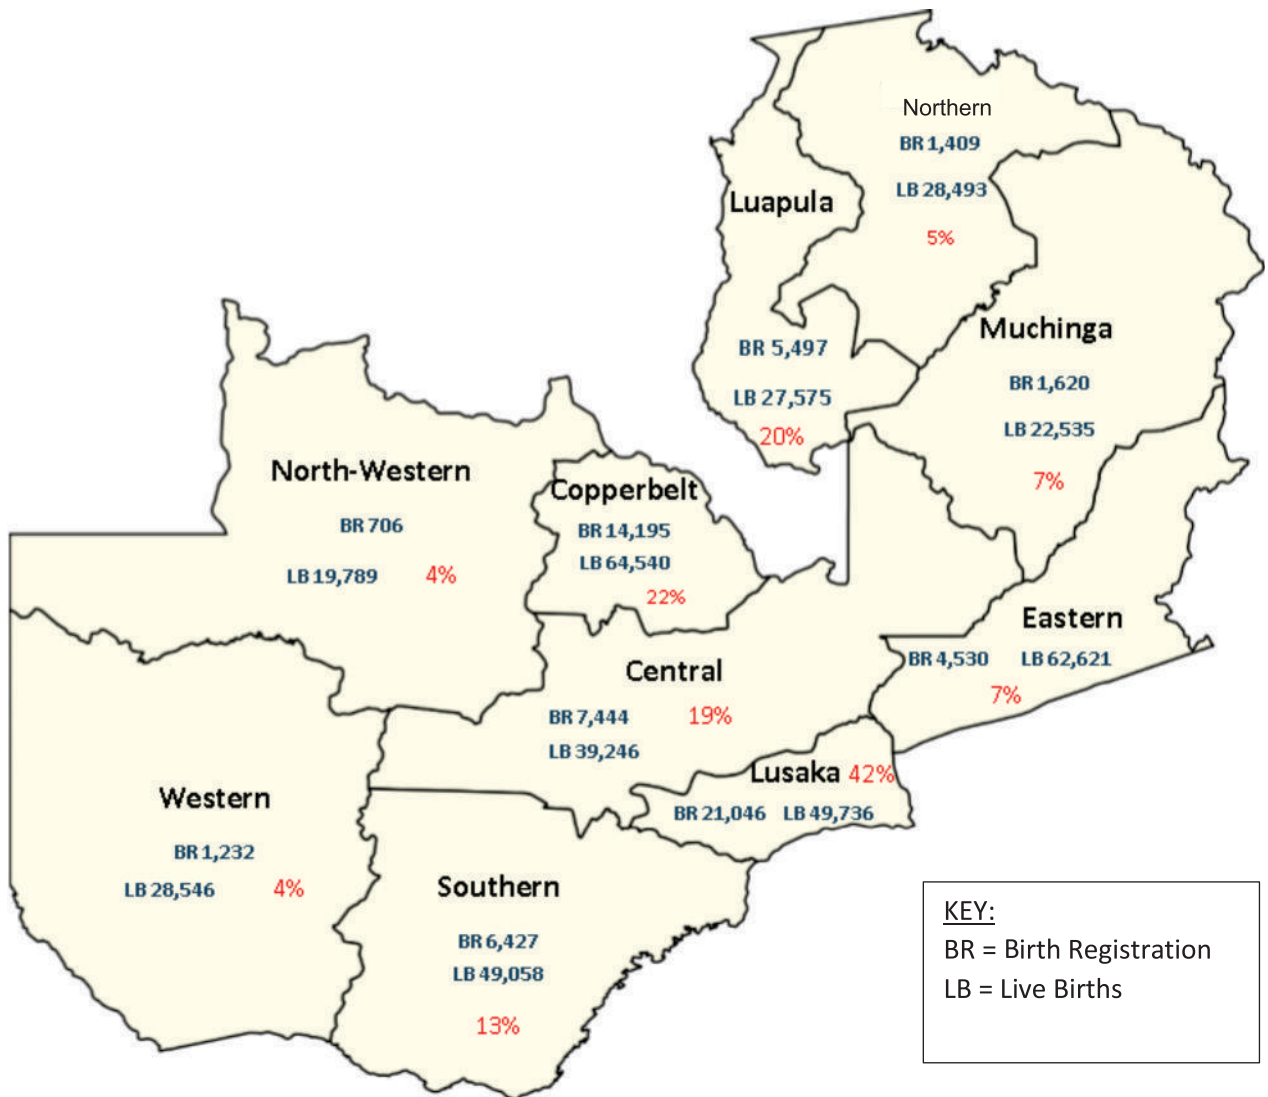 Northern
BR 1,409
LB 28,493
5%
Luapula
BR 5,497
LB 27,575
20%
Muchinga
BR 1,620
LB 22,535
7%
North-Western
BR 706
LB 19,789 4%
Copperbelt
BR 14,195
LB 64,540
22%
Eastern
BR 4,530 LB 62,621
7%
Central
BR 7,444 19%
LB 39,246
Lusaka 42%
BR 21,046 LB 49,736
Western
BR 1,232
LB 28,546 4%
Southern
BR 6,427
LB 49,058
13%
KEY:
BR = Birth Registration
LB = Live Births